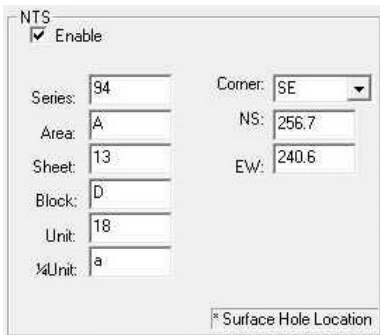 NTS
Enable
Series: 94
Area: A
Sheet: 13
Block: D
Unit: 18
¼Unit: a
Corner: SE
NS: 256.7
EW: 240.6
* Surface Hole Location